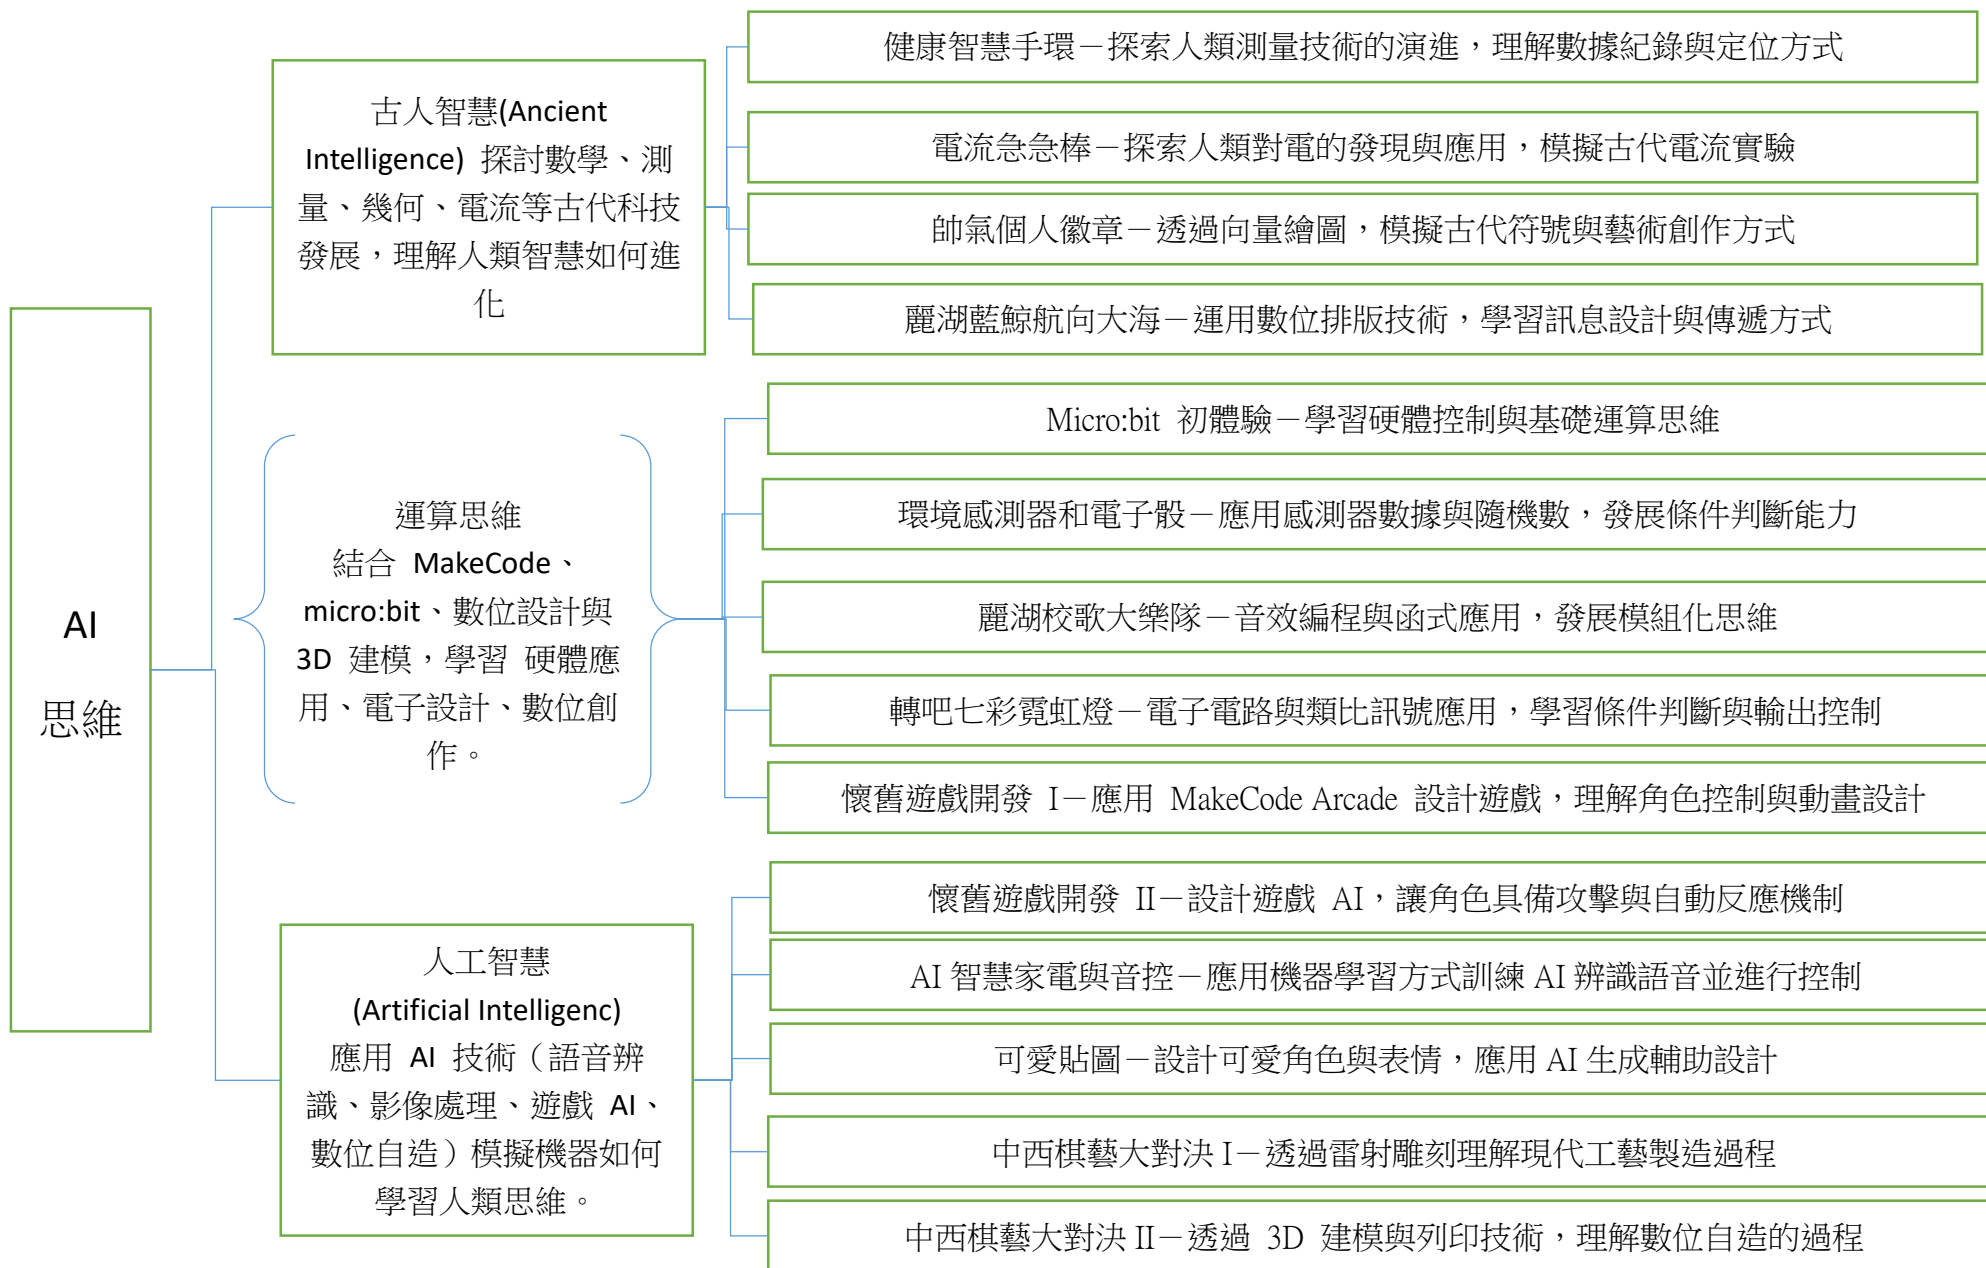 AI
思維
古人智慧(Ancient
Intelligence) 探討數學、測
量、幾何、電流等古代科技
發展，理解人類智慧如何進
化
健康智慧手環－探索人類測量技術的演進，理解數據紀錄與定位方式
電流急急棒－探索人類對電的發現與應用，模擬古代電流實驗
帥氣個人徽章－透過向量繪圖，模擬古代符號與藝術創作方式
麗湖藍鯨航向大海－運用數位排版技術，學習訊息設計與傳遞方式
運算思維
結合 MakeCode、
micro:bit、數位設計與
3D 建模，學習 硬體應
用、電子設計、數位創
作。
Micro:bit 初體驗－學習硬體控制與基礎運算思維
環境感測器和電子骰－應用感測器數據與隨機數，發展條件判斷能力
麗湖校歌大樂隊－音效編程與函式應用，發展模組化思維
轉吧七彩霓虹燈－電子電路與類比訊號應用，學習條件判斷與輸出控制
懷舊遊戲開發 I－應用 MakeCode Arcade 設計遊戲，理解角色控制與動畫設計
人工智慧
(Artificial Intelligenc)
應用 AI 技術（語音辨
識、影像處理、遊戲 AI、
數位自造）模擬機器如何
學習人類思維。
懷舊遊戲開發 II－設計遊戲 AI，讓角色具備攻擊與自動反應機制
AI 智慧家電與音控－應用機器學習方式訓練 AI 辨識語音並進行控制
可愛貼圖－設計可愛角色與表情，應用 AI 生成輔助設計
中西棋藝大對決 I－透過雷射雕刻理解現代工藝製造過程
中西棋藝大對決 II－透過 3D 建模與列印技術，理解數位自造的過程